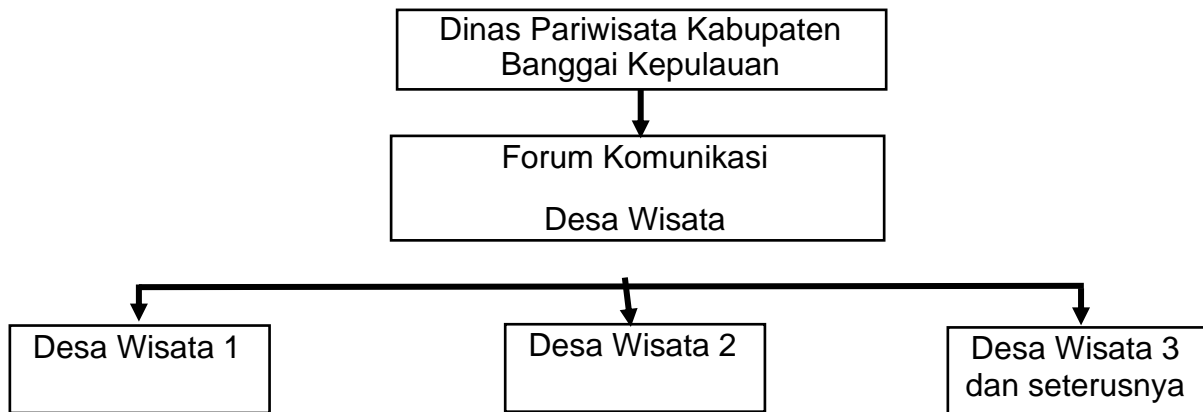 Dinas Pariwisata Kabupaten
Banggai Kepulauan
Forum Komunikasi
Desa Wisata
Desa Wisata 1
Desa Wisata 2
Desa Wisata 3
dan seterusnya